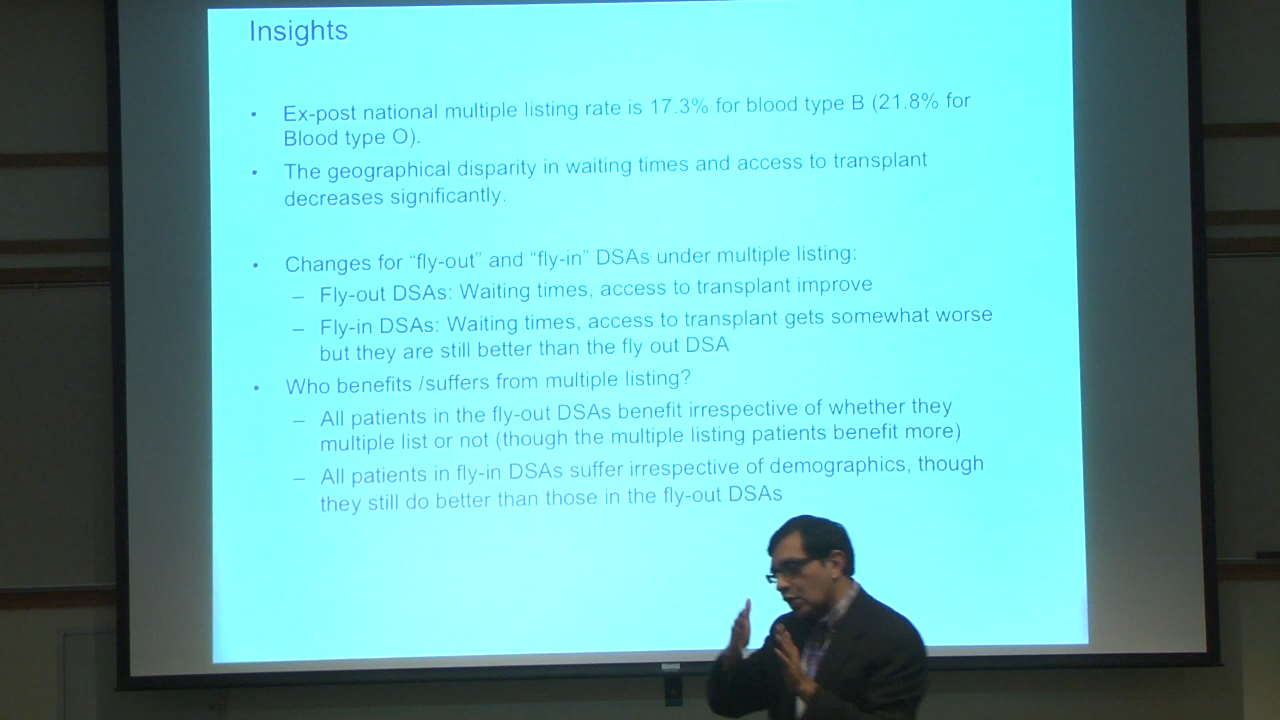 Insights
• Ex-post national multiple listing rate is 17.3% for blood type B (21.8% for
Blood type O).
• The geographical disparity in waiting times and access to transplant
decreases significantly.
• Changes for “fly-out” and “fly-in” DSAs under multiple listing:
– Fly-out DSAs: Waiting times, access to transplant improve
– Fly-in DSAs: Waiting times, access to transplant gets somewhat worse
but they are still better than the fly out DSA
• Who benefits /suffers from multiple listing?
– All patients in the fly-out DSAs benefit irrespective of whether they
multiple list or not (though the multiple listing patients benefit more)
– All patients in fly-in DSAs suffer irrespective of demographics, though
they still do better than those in the fly-out DSAs